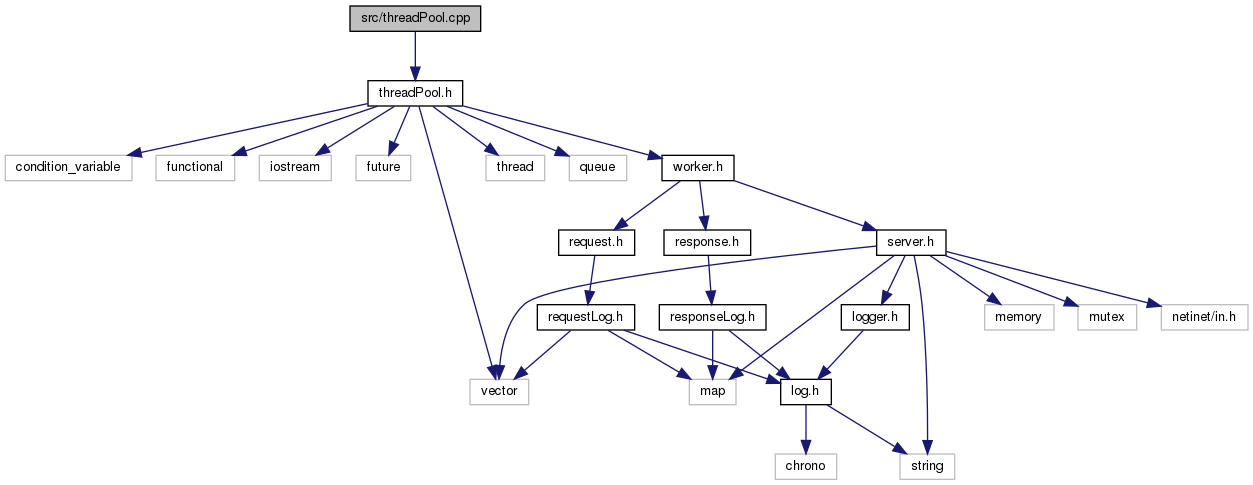 src/threadPool.cpp
threadPool.h
condition_variable
functional
iostream
future
thread
queue
worker.h
request.h
response.h
server.h
requestLog.h
responseLog.h
logger.h
memory
mutex
netinet/in.h
vector
map
log.h
chrono
string